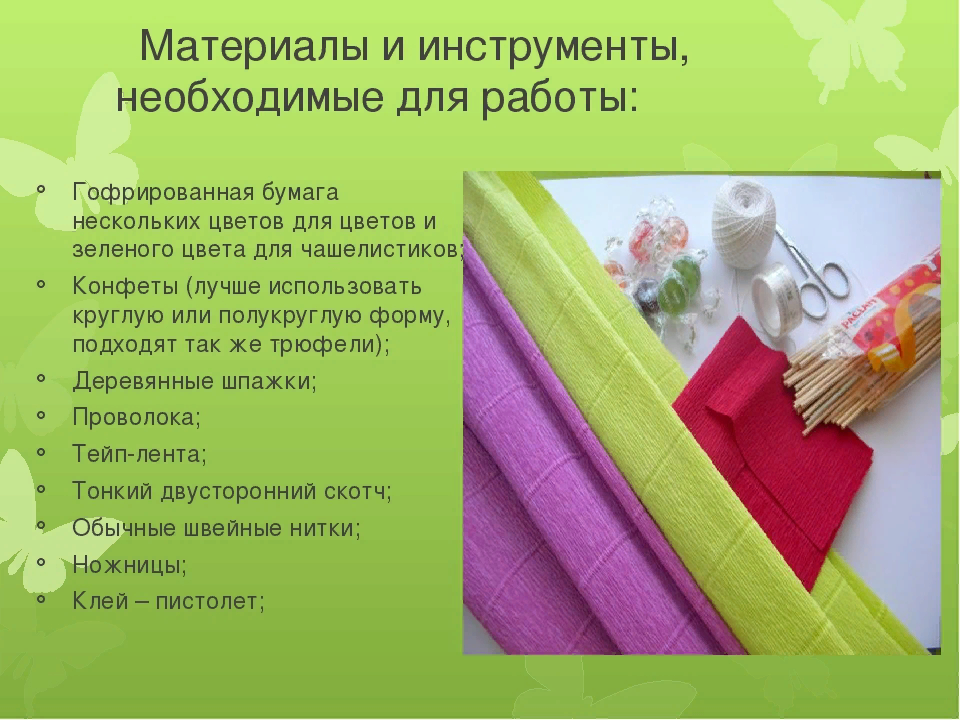 Материалы и инструменты,
необходимые для работы:
Гофрированная бумага
нескольких цветов для цветов и
зеленого цвета для чашелистиков;
Конфеты (лучше использовать
круглую или полукруглую форму,
подходят так же трюфели);
Деревянные шпажки;
Проволока;
Тейп-лента;
Тонкий двусторонний скотч;
Обычные швейные нитки;
Ножницы;
Клей – пистолет;
PACLAN